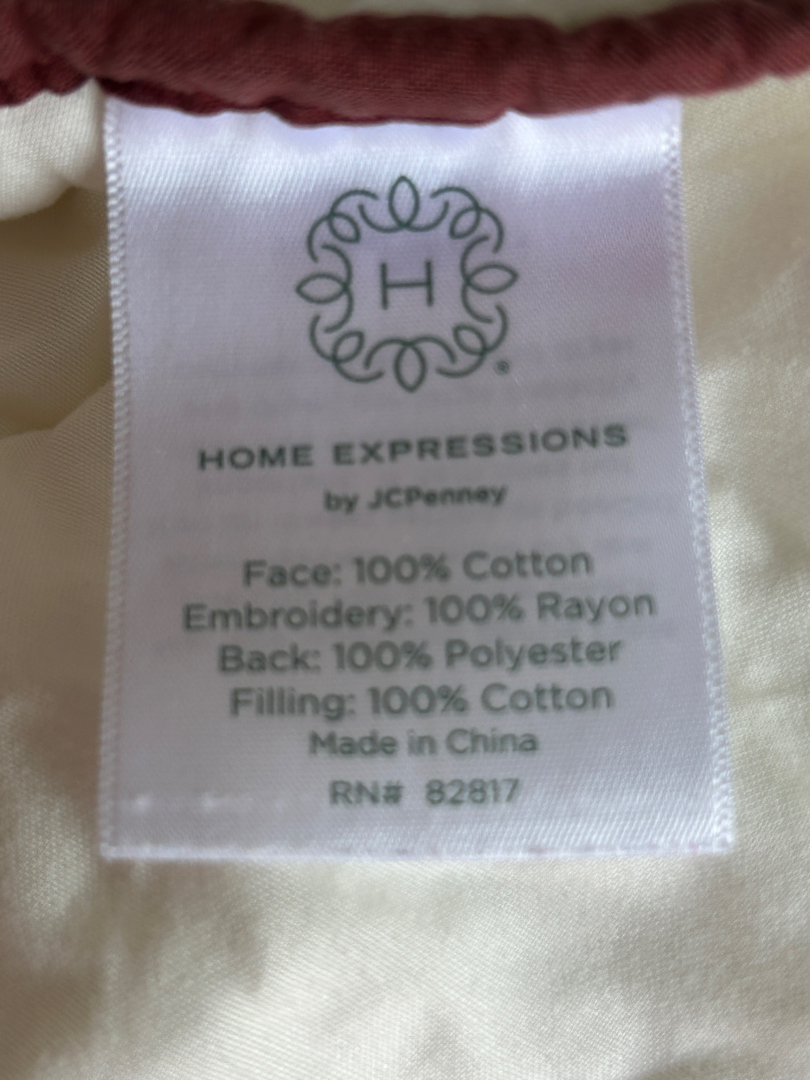 H
HOME EXPRESSIONS
by JCPenney
Face: 100% Cotton
Embroidery: 100% Rayon
Back: 100% Polyester
Filling: 100% Cotton
Made in China
RN# 82817